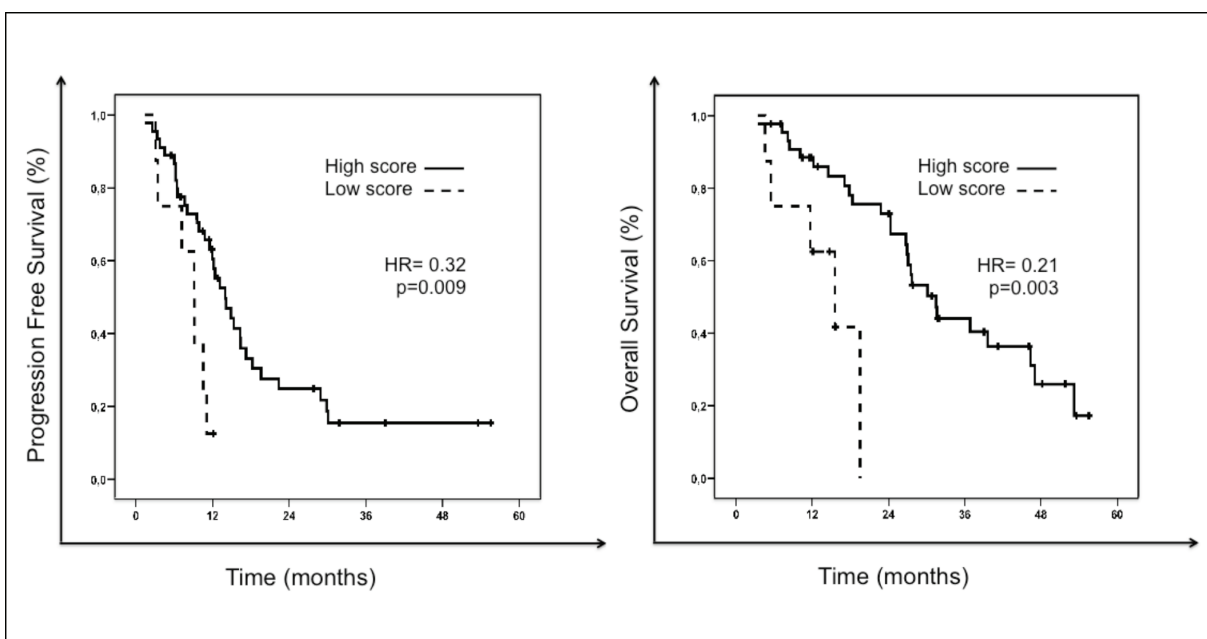 Progression Free Survival (%)
1,0
0,8
0,6
0,4
0,2
0,0
High score
Low score
HR= 0.32
p=0.009
0 12 24 36 48 60
Time (months)
Overall Survival (%)
1,0
0,8
0,6
0,4
0,2
0,0
High score
Low score
HR= 0.21
p=0.003
0 12 24 36 48 60
Time (months)